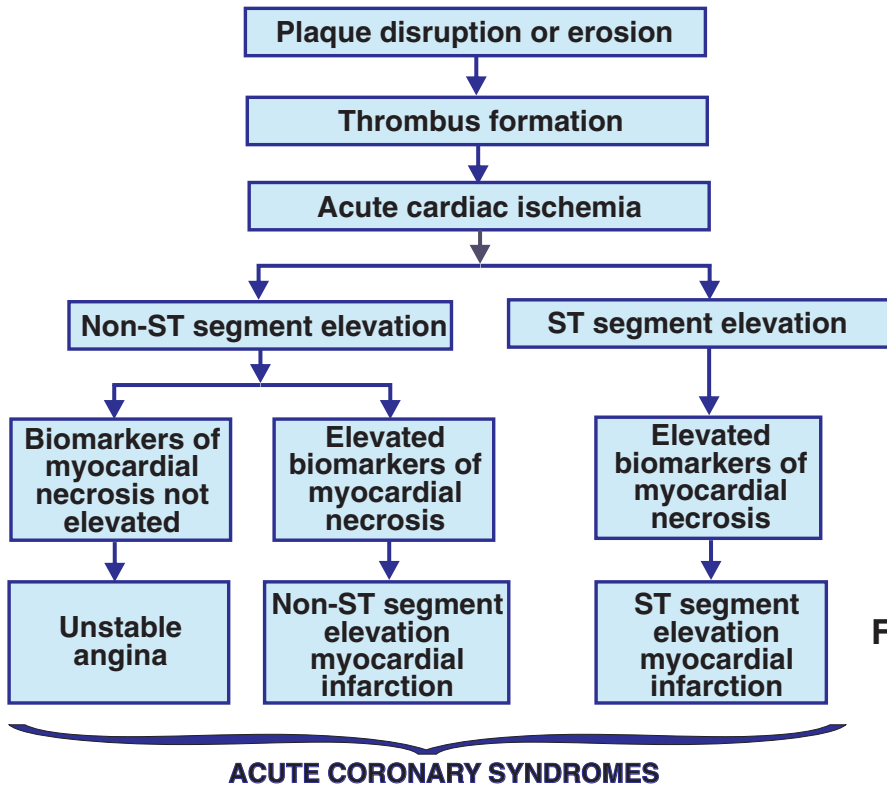 Plaque disruption or erosion
Thrombus formation
Acute cardiac ischemia
Non-ST segment elevation
ST segment elevation
Biomarkers of
myocardial
necrosis not
elevated
Elevated
biomarkers of
myocardial
necrosis
Elevated
biomarkers of
myocardial
necrosis
Unstable
angina
Non-ST segment
elevation
myocardial
infarction
ST segment
elevation
myocardial
infarction
F
ACUTE CORONARY SYNDROMES